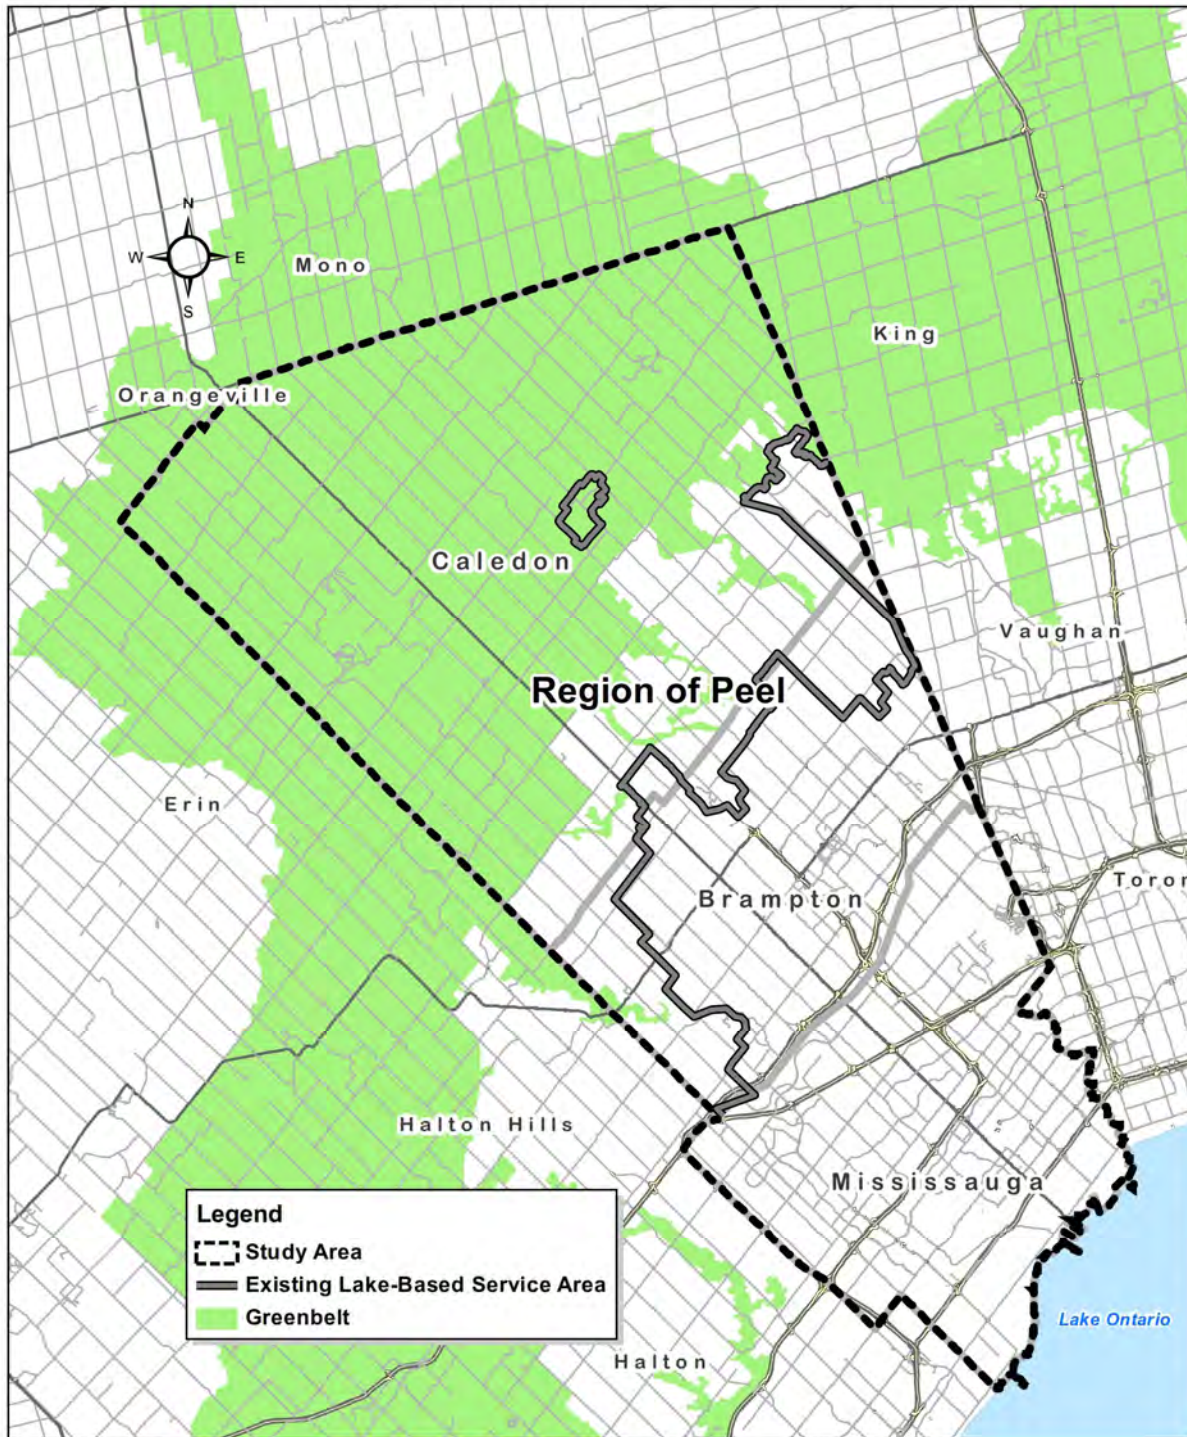 N
W
E
S
Mono
King
Orangeville
Caledon
Vaughan
Region of Peel
Erin
Toron
Brampton
Halton Hills
Mississauga
Legend
Study Area
Existing Lake-Based Service Area
Greenbelt
Lake Ontario
Halton